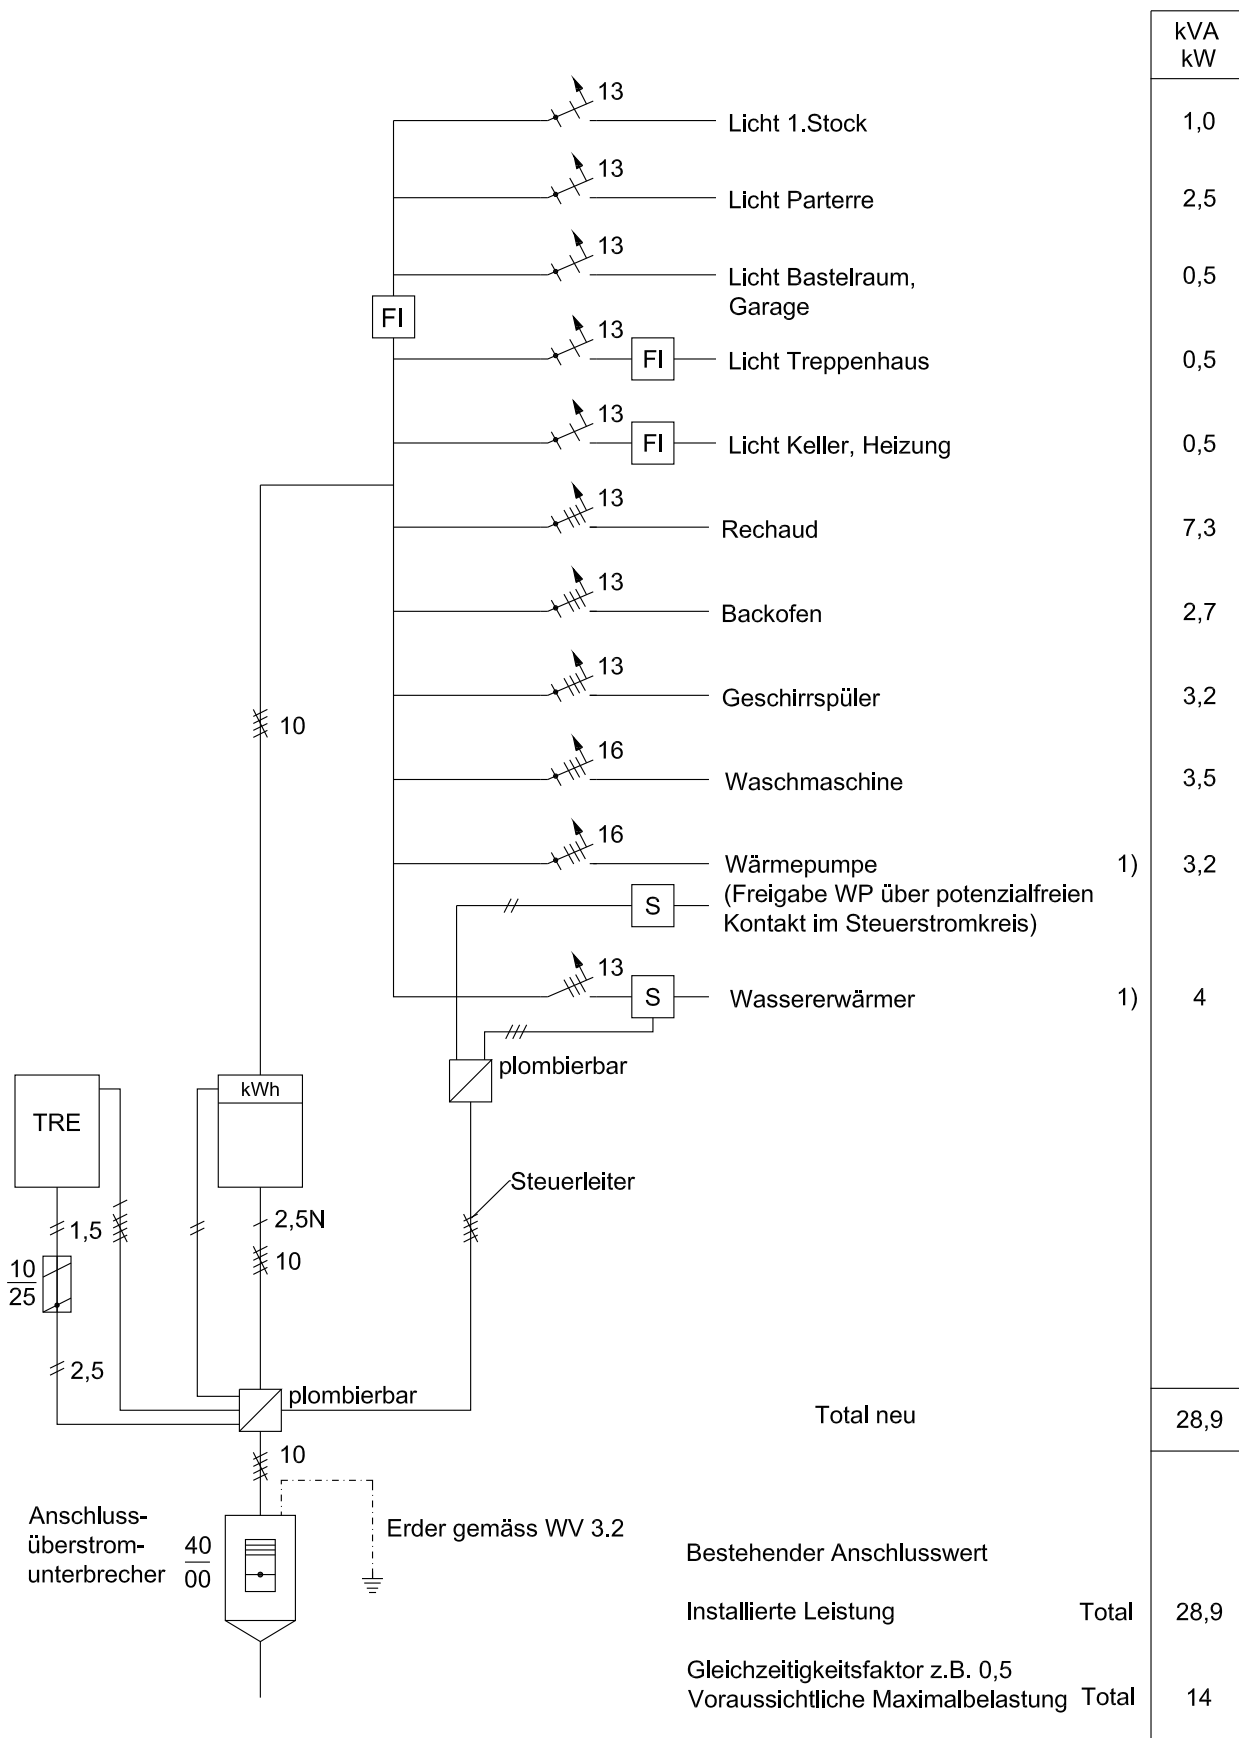 kVA
kW
13
Licht 1.Stock
1,0
13
Licht Parterre
2,5
13
Licht Bastelraum,
Garage
0,5
FI
13
FI
Licht Treppenhaus
0,5
13
FI
Licht Keller, Heizung
0,5
13
Rechaud
7,3
13
Backofen
2,7
13
Geschirrspüler
3,2
10
16
Waschmaschine
3,5
16
Wärmepumpe
1)
3,2
S
(Freigabe WP über potenzialfreien
Kontakt im Steuerstromkreis)
13
S
Wassererwärmer
1)
4
plombierbar
TRE
kWh
Steuerleiter
1,5
2,5N
10
10
25
2,5
plombierbar
Total neu
28,9
10
Anschluss-
überstrom-
unterbrecher
40
00
Erder gemäss WV 3.2
Bestehender Anschlusswert
Installierte Leistung
Total
28,9
Gleichzeitigkeitsfaktor z.B. 0,5
Voraussichtliche Maximalbelastung
Total
14